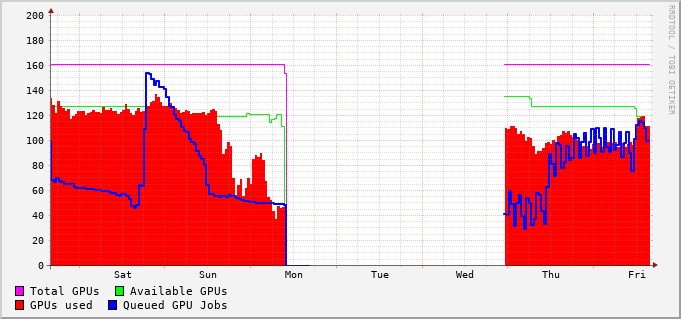 RRDTOOL / TOBI OETIKER
200
180
160
140
120
100
80
60
40
20
0
Sat Sun Mon Tue Wed Thu Fri
Total GPUs Available GPUs
GPUs used Queued GPU Jobs